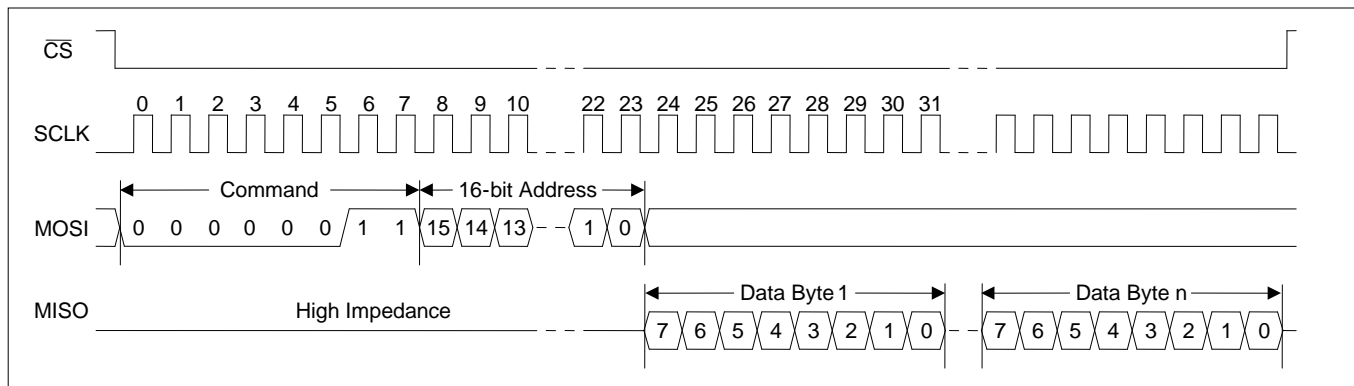 C̅S̅
0 1 2 3 4 5 6 7 8 9 10 22 23 24 25 26 27 28 29 30 31
SCLK
Command 16-bit Address
MOSI 0 0 0 0 0 0 1 1 15 14 13 1 0
Data Byte 1 Data Byte n
MISO High Impedance
7 6 5 4 3 2 1 0 7 6 5 4 3 2 1 0